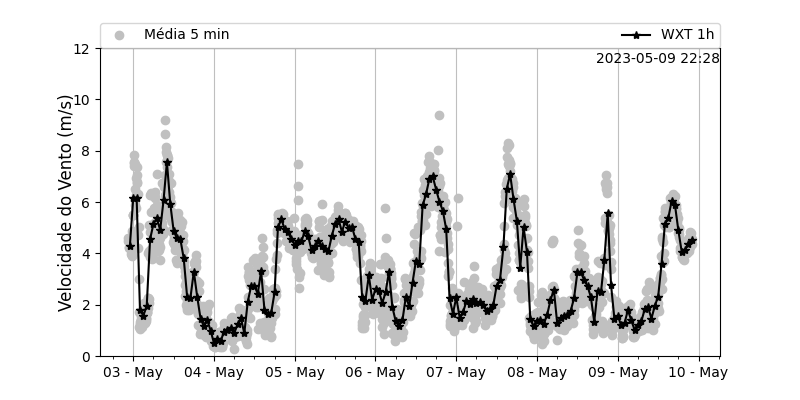 Média 5 min
WXT 1h
2023-05-09 22:28
Velocidade do Vento (m/s)
12
10
8
6
4
2
0
03 - May
04 - May
05 - May
06 - May
07 - May
08 - May
09 - May
10 - May